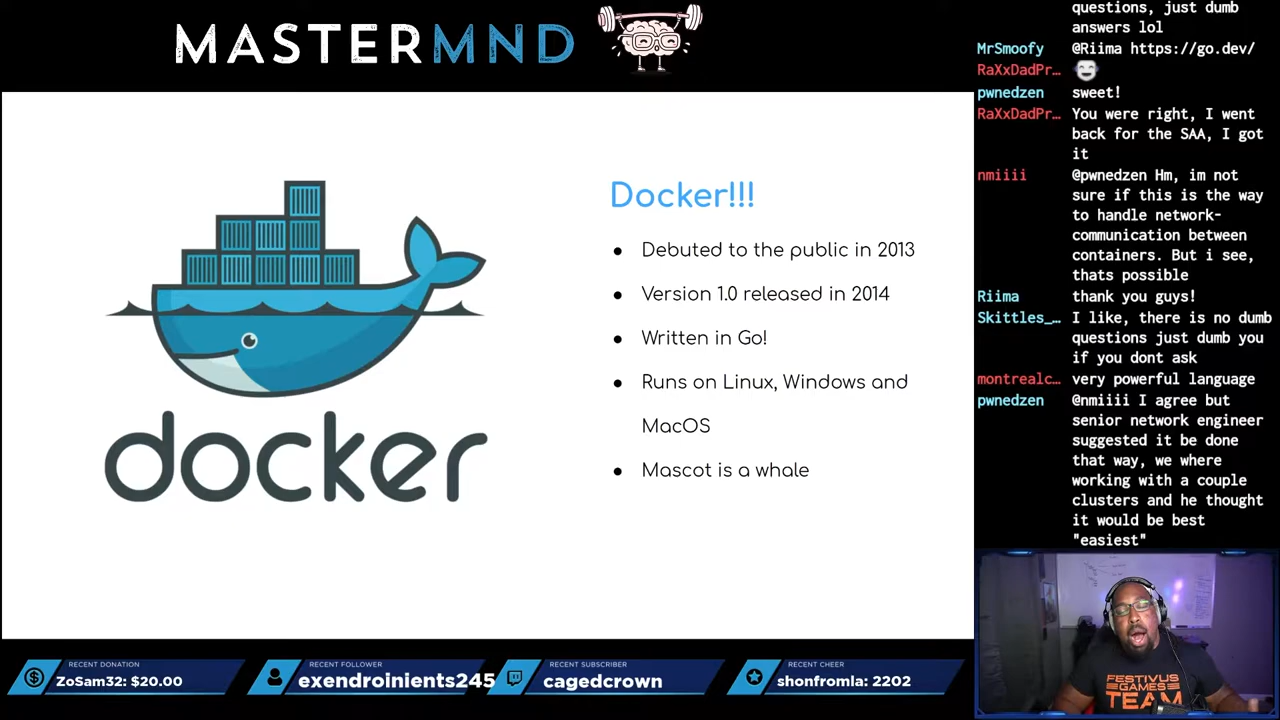 MASTERMND
docker
Docker!!!
● Debuted to the public in 2013
● Version 1.0 released in 2014
● Written in Go!
● Runs on Linux, Windows and
MacOS
● Mascot is a whale
questions, just dumb
answers lol
MrSmoofy @Riima https://go.dev/
RaXxDadPr…
pwnedzen sweet!
RaXxDadPr… You were right, I went
back for the SAA, I got
it
nmiiii @pwnedzen Hm, im not
sure if this is the way
to handle network-
communication between
containers. But i see,
thats possible
Riima thank you guys!
Skittles_… I like, there is no dumb
questions just dumb you
if you dont ask
montrealc… very powerful language
pwnedzen @nmiiii I agree but
senior network engineer
suggested it be done
that way, we where
working with a couple
clusters and he thought
it would be best
"easiest"
FESTIVUS
GAMES
TEAM
RECENT DONATION
ZoSam32: $20.00
RECENT FOLLOWER
exendroinients245
RECENT SUBSCRIBER
cagedcrown
RECENT CHEER
shonfromla: 2202